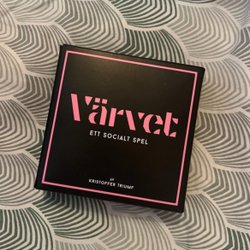 Värvet
ETT SOCIALT SPEL
AV
KRISTOFFER TRIUMF